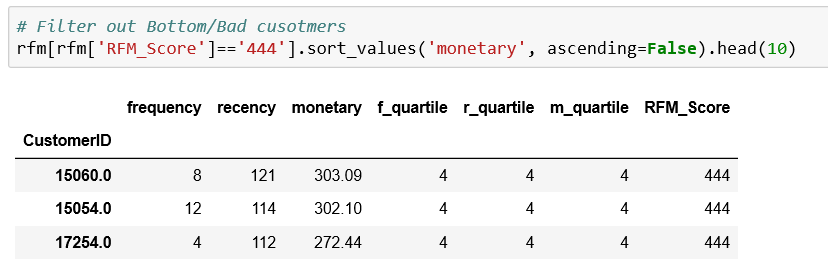 # Filter out Bottom/Bad cusotmers
rfm[rfm['RFM_Score']=='444'].sort_values('monetary', ascending=False).head(10)
frequency recency monetary f_quartile r_quartile m_quartile RFM_Score
CustomerID
15060.0 8 121 303.09 4 4 4 444
15054.0 12 114 302.10 4 4 4 444
17254.0 4 112 272.44 4 4 4 444